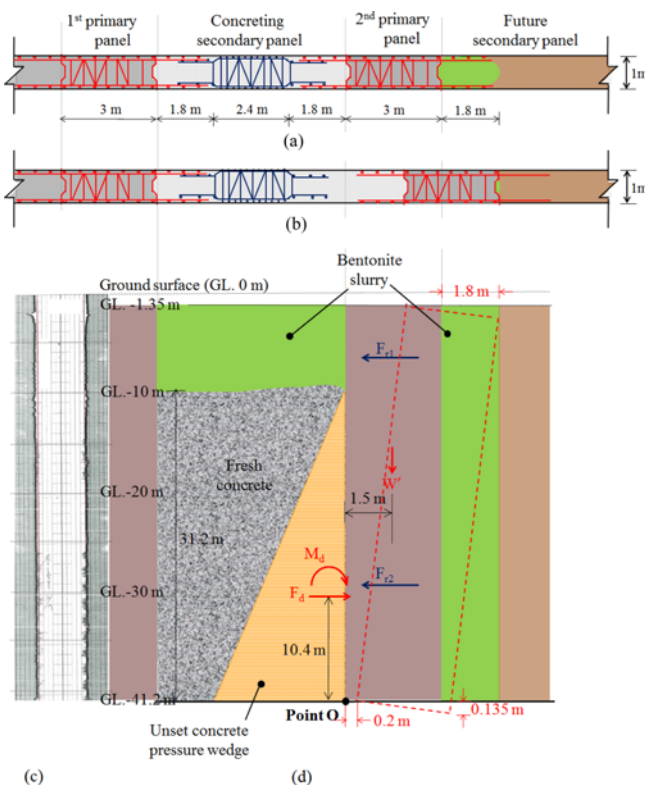 1st primary panel
Concreting secondary panel
2nd primary panel
Future secondary panel
1m
3 m
1.8 m
2.4 m
1.8 m
3 m
1.8 m
(a)
1m
(b)
Bentonite slurry
Ground surface (GL. 0 m)
GL. -1.35 m
1.8 m
Fr1
GL.-10 m
W'
Fresh concrete
GL.-20 m
1.5 m
31.2 m
Md
Fr2
GL.-30 m
Fd
10.4 m
GL.-41.2 m
Point O
0.2 m
0.135 m
Unset concrete pressure wedge
(c)
(d)